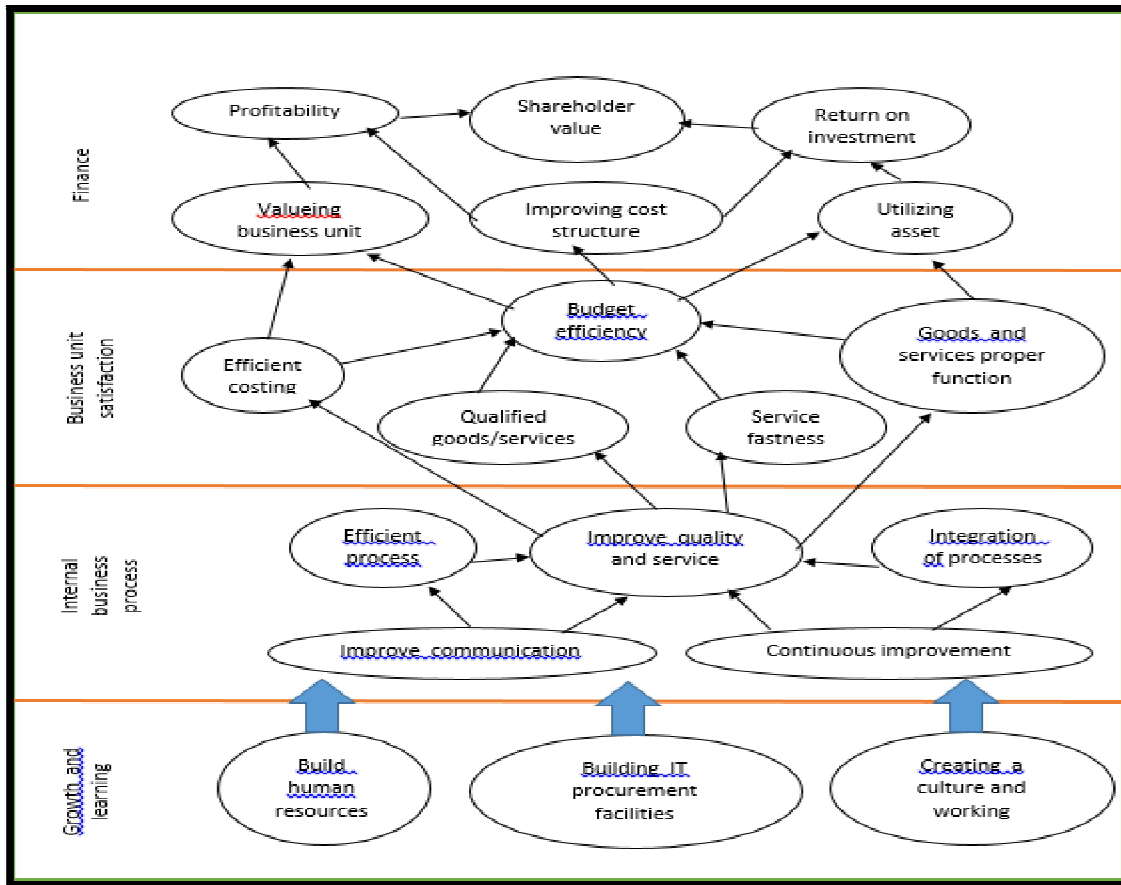 Finance
Profitability
Shareholder
value
Return on
investment
Valueing
business unit
Improving cost
structure
Utilizing
asset
Business unit
satisfaction
Budget
efficiency
Goods and
services proper
function
Efficient
costing
Qualified
goods/services
Service
fastness
Internal
business
process
Efficient
process
Improve quality
and service
Integration
of processes
Improve communication
Continuous improvement
Growth and
learning
Build
human
resources
Building IT
procurement
facilities
Creating a
culture and
working